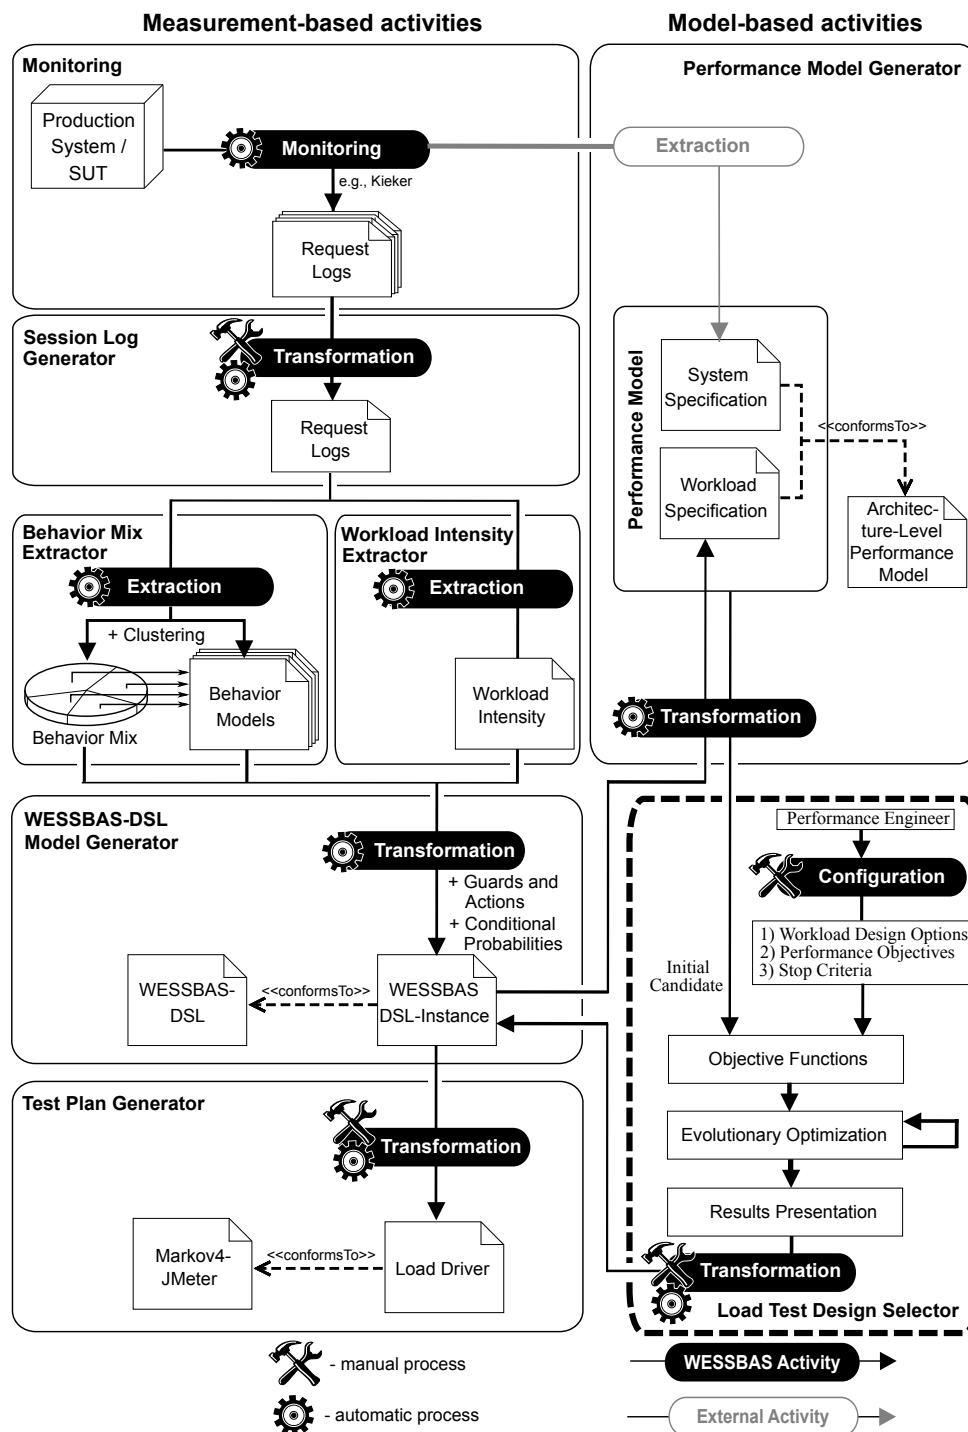 Measurement-based activities
Model-based activities
Monitoring
Production
System /
SUT
Monitoring
e.g., Kieker
Request
Logs
Performance Model Generator
Extraction
Session Log
Generator
Transformation
Request
Logs
Performance Model
System
Specification
Workload
Specification
<<conformsTo>>
Architec-
ture-Level
Performance
Model
Behavior Mix
Extractor
Extraction
+ Clustering
Behavior Mix
Behavior
Models
Workload Intensity
Extractor
Extraction
Workload
Intensity
Transformation
WESSBAS-DSL
Model Generator
Transformation
+ Guards and
Actions
+ Conditional
Probabilities
WESSBAS-
DSL
<<conformsTo>>
WESSBAS
DSL-Instance
Performance Engineer
Configuration
1) Workload Design Options
2) Performance Objectives
3) Stop Criteria
Initial
Candidate
Objective Functions
Evolutionary Optimization
Results Presentation
Transformation
Load Test Design Selector
Test Plan Generator
Transformation
Markov4-
JMeter
<<conformsTo>>
Load Driver
- manual process
- automatic process
WESSBAS Activity
External Activity